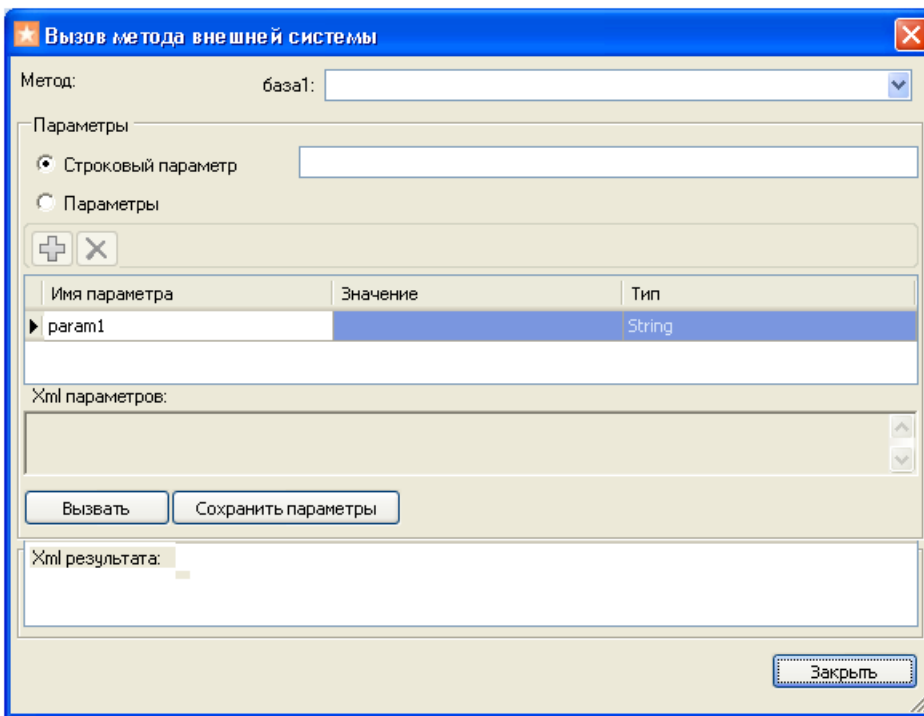 Вызов метода внешней системы
Метод: база1:
Параметры
Строковый параметр
Параметры
Имя параметра Значение Тип
param1 String
Xml параметров:
Вызвать Сохранить параметры
Xml результата:
Закрыть